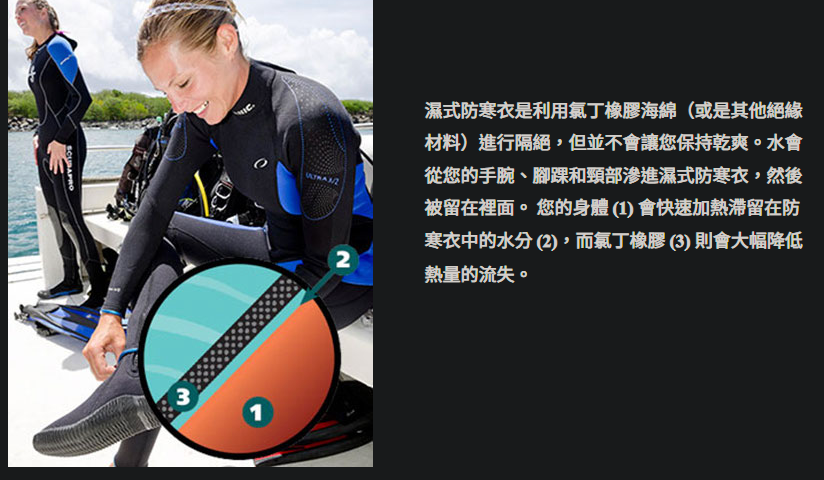 濕式防寒衣是利用氯丁橡膠海綿（或是其他絕緣
材料）進行隔絕，但並不會讓您保持乾爽。水會
從您的手腕、腳踝和頸部滲進濕式防寒衣，然後
被留在裡面。 您的身體 (1) 會快速加熱滯留在防
寒衣中的水分 (2)，而氯丁橡膠 (3) 則會大幅降低
熱量的流失。
SCUBAPRO
ULTRA 3/2
2
3
1